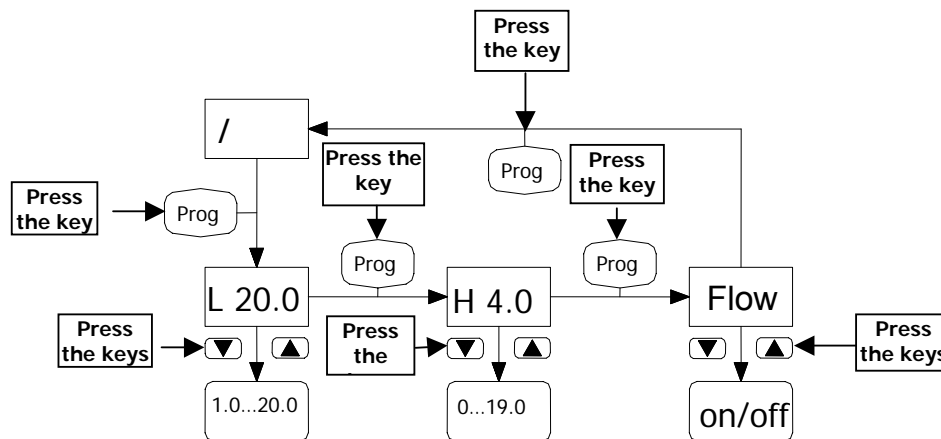 Press
the key
/
Press the
key
Prog
Press
the key
Press
the key
Prog
Prog
Prog
L 20.0
H 4.0
Flow
Press
the keys
Press
the
Press
the keys
1.0...20.0
0...19.0
on/off